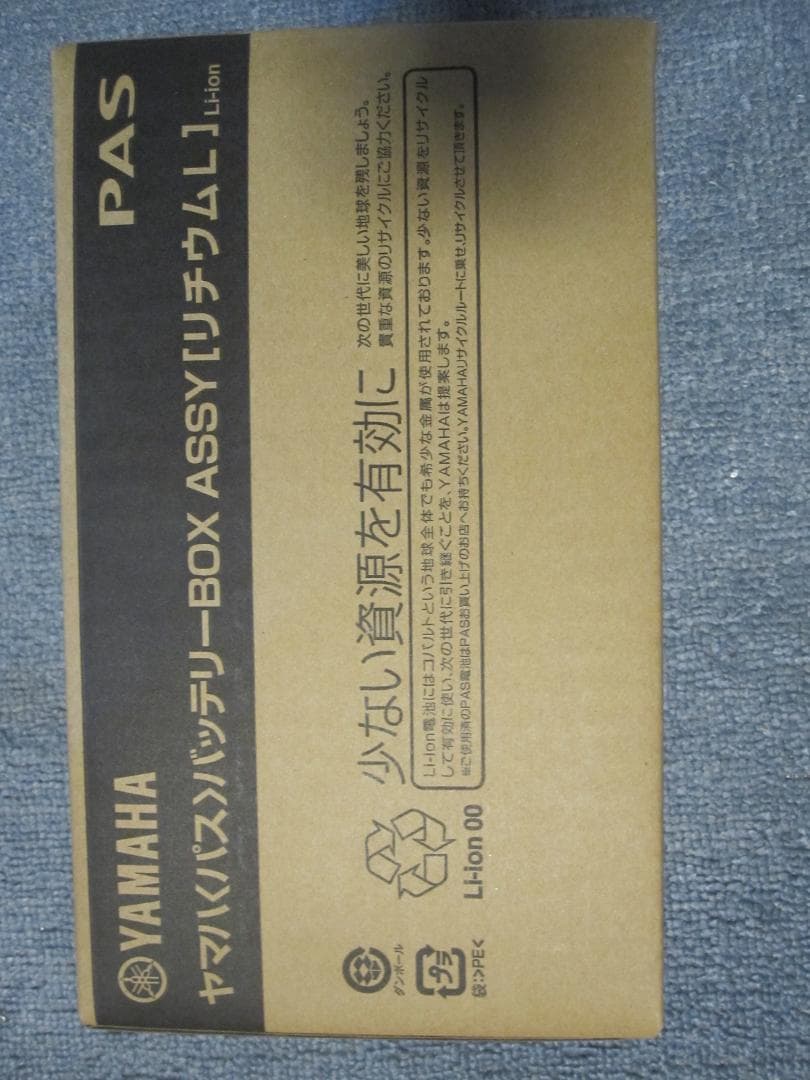 YAMAHA PAS
ヤマハ〈パス〉バッテリーBOX ASSY[リチウムL] Li-ion
少ない資源を有効に
次の世代に美しい地球を残しましょう。
貴重な資源のリサイクルにご協力ください。
Li-ion電池にはコバルトという地球全体でも希少な金属が使用されております。少ない資源をリサイクル
して有効に使い、次の世代に引き継ぐことを、YAMAHAは提案します。
※ご使用済のPAS電池はPASお買い上げのお店へお持ちください。YAMAHAリサイクルルートに乗せ、リサイクルさせて頂きます。
Li-ion 00
ダンボール
プラ
袋:>PE<